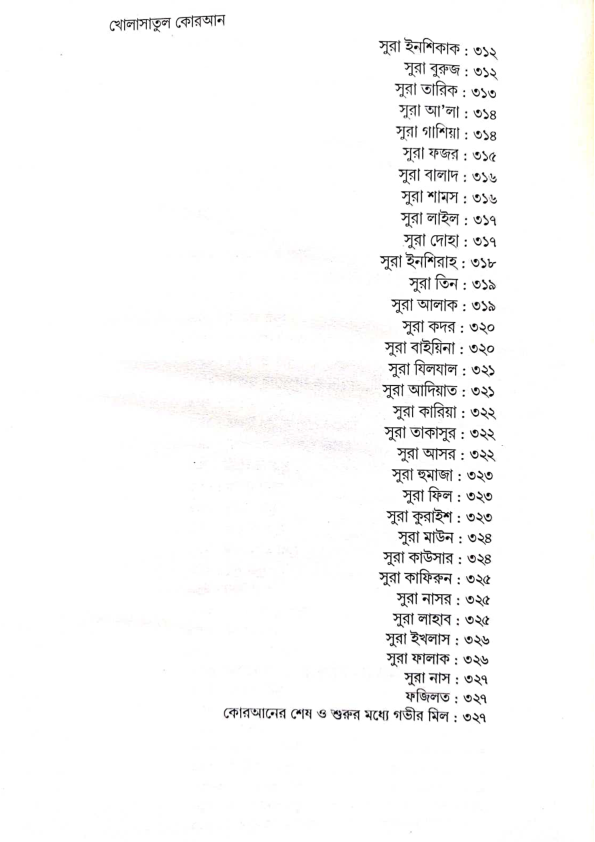 খোলাসাতুল কোরআন
সুরা ইনশিকাক : ৩১২
সুরা বুরুজ : ৩১২
সুরা তারিক : ৩১৩
সুরা আ'লা : ৩১৪
সুরা গাশিয়া : ৩১৪
সুরা ফজর : ৩১৫
সুরা বালাদ : ৩১৬
সুরা শামস : ৩১৬
সুরা লাইল : ৩১৭
সুরা দোহা : ৩১৭
সুরা ইনশিরাহ : ৩১৮
সুরা তিন : ৩১৯
সুরা আলাক : ৩১৯
সুরা কদর : ৩২০
সুরা বাইয়িনা : ৩২০
সুরা যিলযাল : ৩২১
সুরা আদিয়াত : ৩২১
সুরা কারিয়া : ৩২২
সুরা তাকাসুর : ৩২২
সুরা আসর : ৩২২
সুরা হুমাজা : ৩২৩
সুরা ফিল : ৩২৩
সুরা কুরাইশ : ৩২৩
সুরা মাউন : ৩২৪
সুরা কাউসার : ৩২৪
সুরা কাফিরুন : ৩২৫
সুরা নাসর : ৩২৫
সুরা লাহাব : ৩২৫
সুরা ইখলাস : ৩২৬
সুরা ফালাক : ৩২৬
সুরা নাস : ৩২৭
ফজিলত : ৩২৭
কোরআনের শেষ ও শুরুর মধ্যে গভীর মিল : ৩২৭